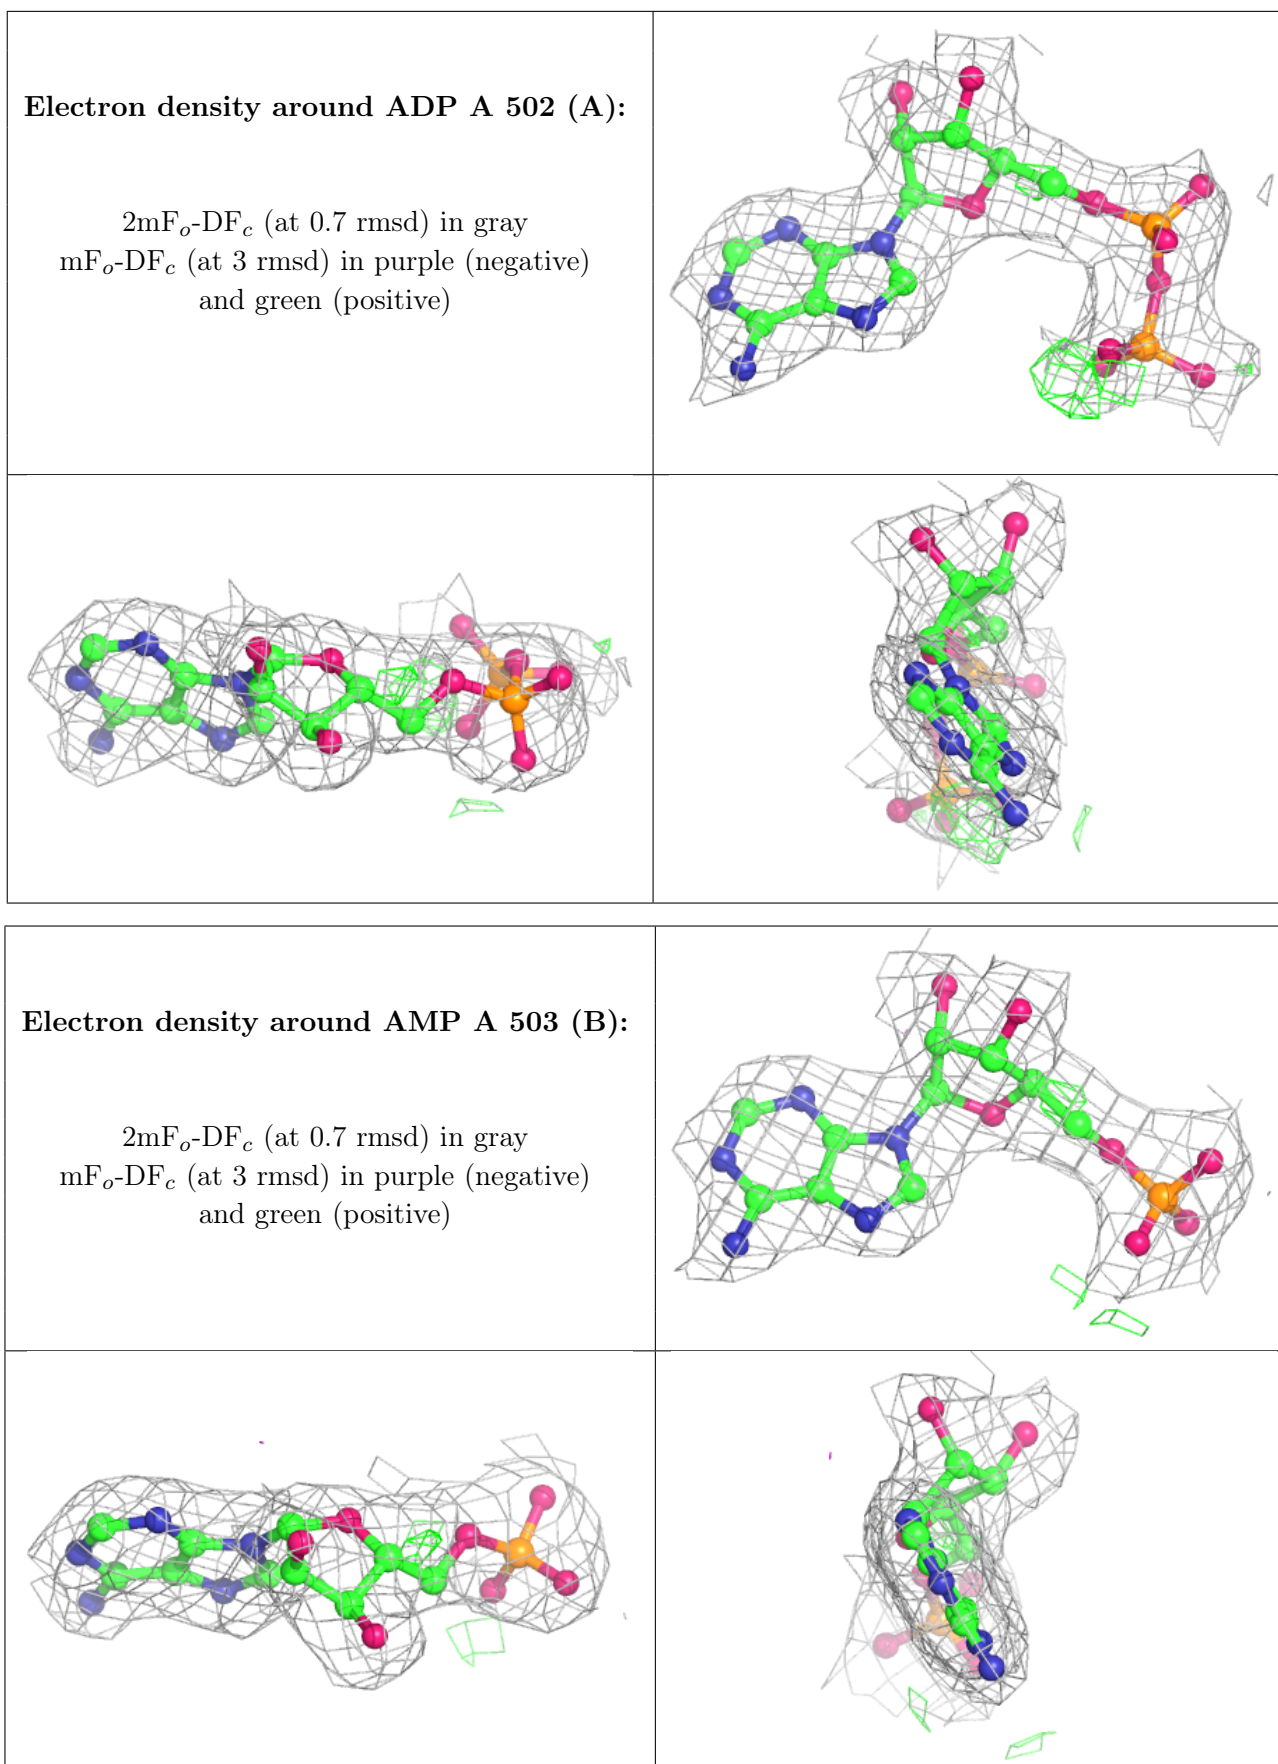 Electron density around ADP A 502 (A):
2mFo-DFc (at 0.7 rmsd) in gray
mFo-DFc (at 3 rmsd) in purple (negative)
and green (positive)
Electron density around AMP A 503 (B):
2mFo-DFc (at 0.7 rmsd) in gray
mFo-DFc (at 3 rmsd) in purple (negative)
and green (positive)